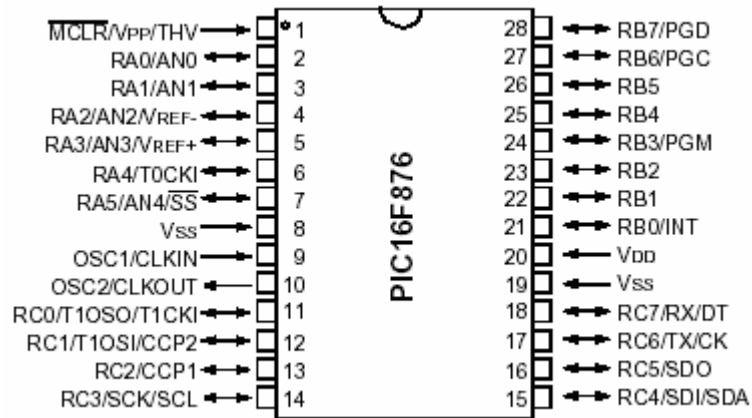 MCLR/VPP/THV 1 28 RB7/PGD
RA0/AN0 2 27 RB6/PGC
RA1/AN1 3 26 RB5
RA2/AN2/VREF- 4 25 RB4
RA3/AN3/VREF+ 5 24 RB3/PGM
RA4/T0CKI 6 23 RB2
RA5/AN4/SS 7 22 RB1
VSS 8 21 RB0/INT
OSC1/CLKIN 9 20 VDD
OSC2/CLKOUT 10 19 VSS
RC0/T1OSO/T1CKI 11 18 RC7/RX/DT
RC1/T1OSI/CCP2 12 17 RC6/TX/CK
RC2/CCP1 13 16 RC5/SDO
RC3/SCK/SCL 14 15 RC4/SDI/SDA
PIC16F876